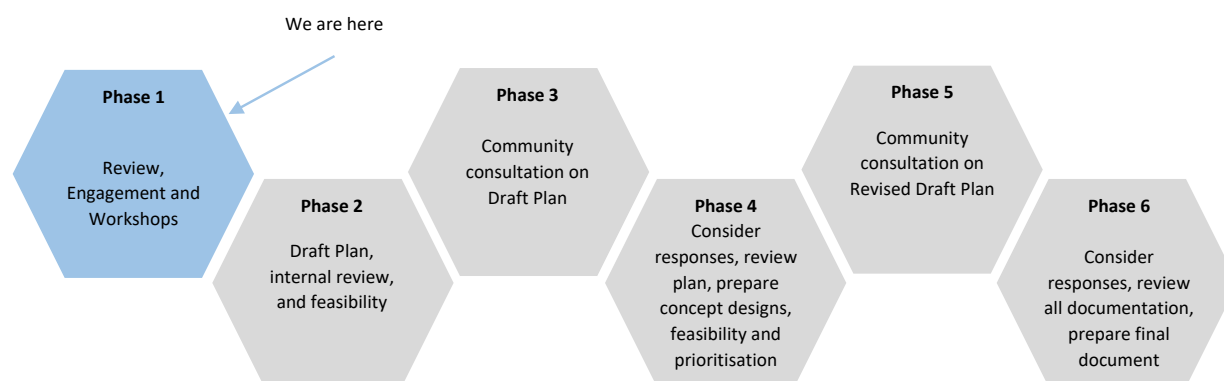 We are here
Phase 1
Review,
Engagement and
Workshops
Phase 2
Draft Plan,
internal review,
and feasibility
Phase 3
Community
consultation on
Draft Plan
Phase 4
Consider
responses, review
plan, prepare
concept designs,
feasibility and
prioritisation
Phase 5
Community
consultation on
Revised Draft Plan
Phase 6
Consider
responses, review
all documentation,
prepare final
document